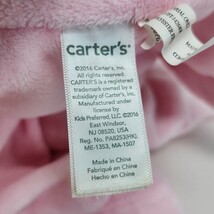 carter's®
©2016 Carter's, Inc.
All rights reserved.
CARTER'S is a registered
trademark owned by a
subsidiary of Carter's, Inc.
Manufactured under
license by
Kids Preferred, LLC.©2016
East Windsor,
NJ 08520, USA
Reg. No. PA8253(HK)
ME-1353, MA-1507
Made in China
Fabriqué en China
Hecho en China